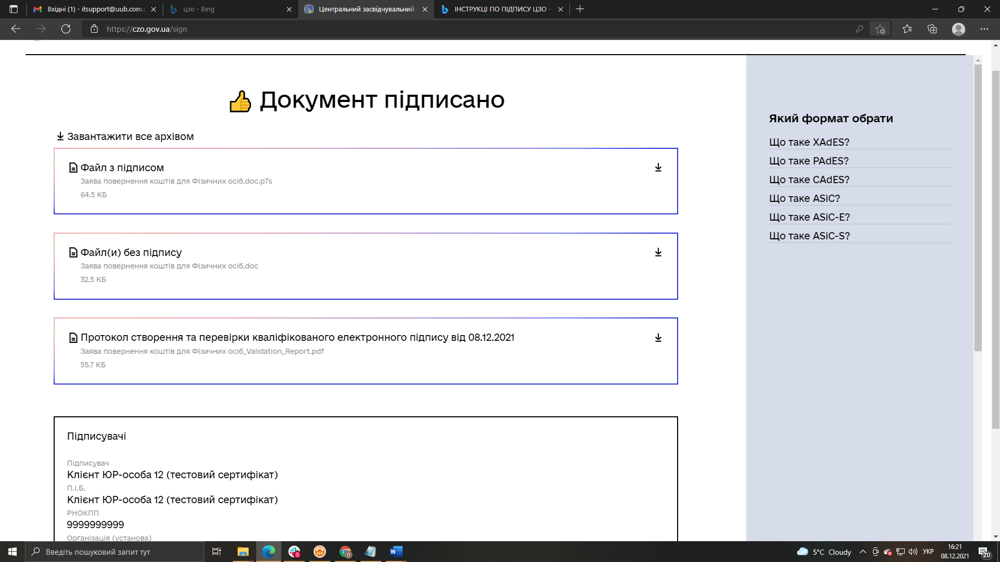 Вхідні (1) - itsupport@uub.com.
цзо - Bing
Центральний засвідчувальний
ІНСТРУКЦІ ПО ПІДПИСУ ЦЗО -
https://czo.gov.ua/sign
Документ підписано
Завантажити все архівом
Файл з підписом
Заява повернення коштів для Фізичних осіб.doc.p7s
64.5 КБ
Файл(и) без підпису
Заява повернення коштів для Фізичних осіб.doc
32.5 КБ
Протокол створення та перевірки кваліфікованого електронного підпису від 08.12.2021
Заява повернення коштів для Фізичних осіб_Validation_Report.pdf
55.7 КБ
Підписувачі
Підписувач
Клієнт ЮР-особа 12 (тестовий сертифікат)
П.І.Б.
Клієнт ЮР-особа 12 (тестовий сертифікат)
РНОКПП
9999999999
Організація (установа)
Який формат обрати
Що таке XAdES?
Що таке PAdES?
Що таке CAdES?
Що таке ASiC?
Що таке ASiC-E?
Що таке ASiC-S?
Введіть пошуковий запит тут
5
STP
n
W
5°C Cloudy
УКР
16:21
08.12.2021
20